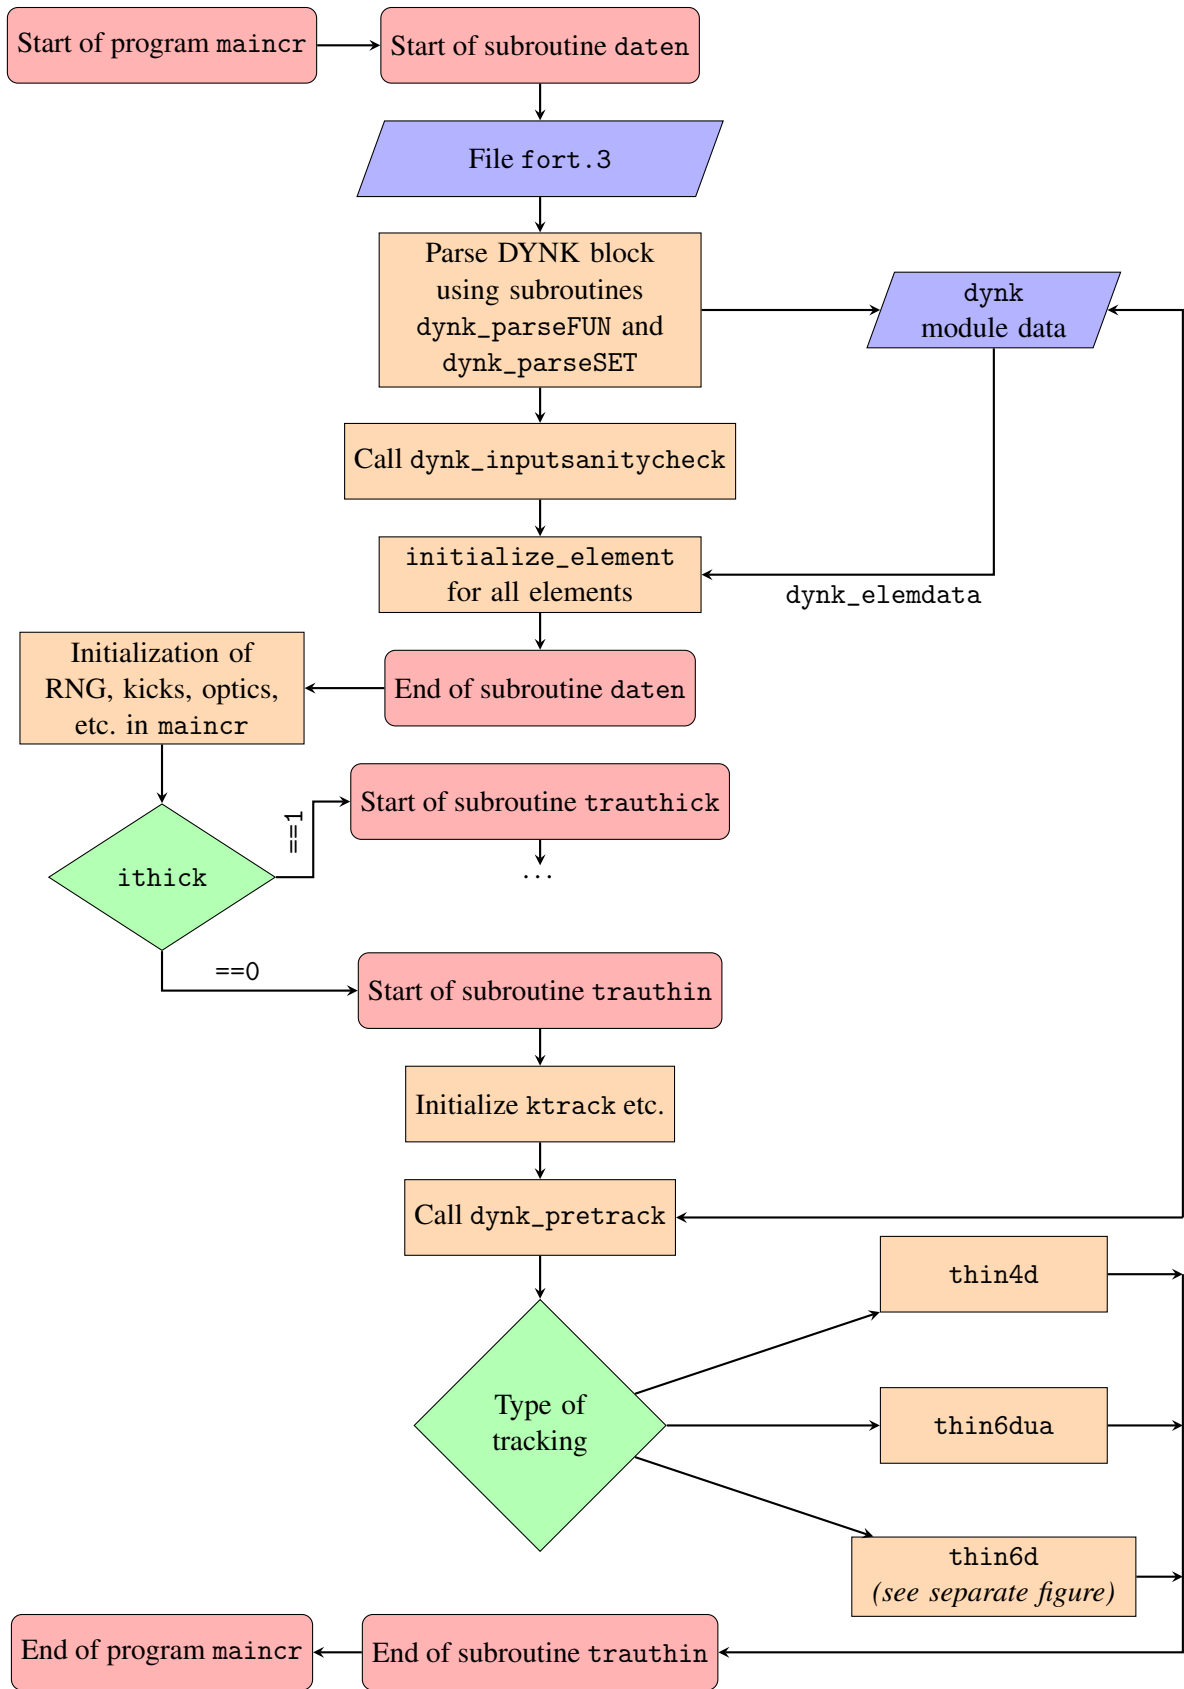 Start of program maincr
Start of subroutine daten
File fort.3
Parse DYNK block
using subroutines
dynk_parseFUN and
dynk_parseSET
dynk
module data
Call dynk_inputsanitycheck
initialize_element
for all elements
dynk_elemdata
Initialization of
RNG, kicks, optics,
etc. in maincr
End of subroutine daten
Start of subroutine trauthick
==1
ithick
...
==0
Start of subroutine trauthin
Initialize ktrack etc.
Call dynk_pretrack
thin4d
Type of
tracking
thin6dua
thin6d
(see separate figure)
End of program maincr
End of subroutine trauthin